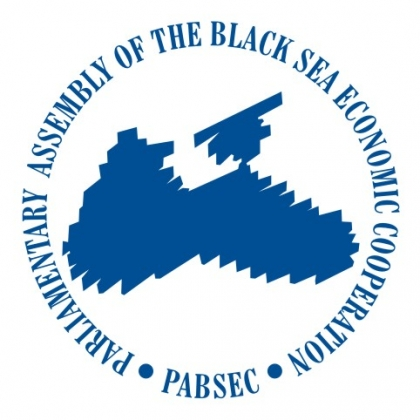 PARLIAMENTARY ASSEMBLY OF THE BLACK SEA ECONOMIC COOPERATION
• PABSEC •